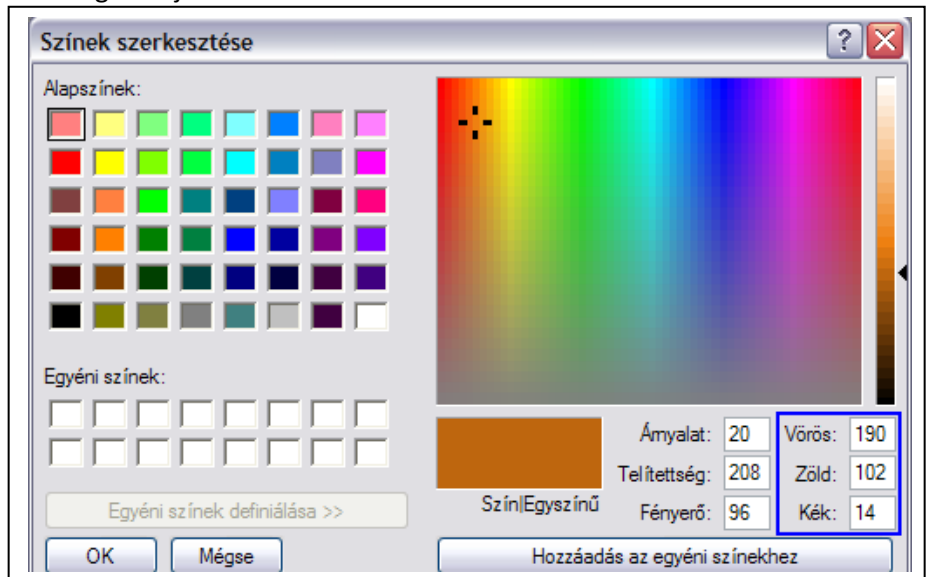 Színek szerkesztése
?
Alapszínek:
Egyéni színek:
Egyéni színek definiálása >>
OK
Mégse
Szín|Egyszínű
Árnyalat: 20
Telítettség: 208
Fényerő: 96
Vörös: 190
Zöld: 102
Kék: 14
Hozzáadás az egyéni színekhez